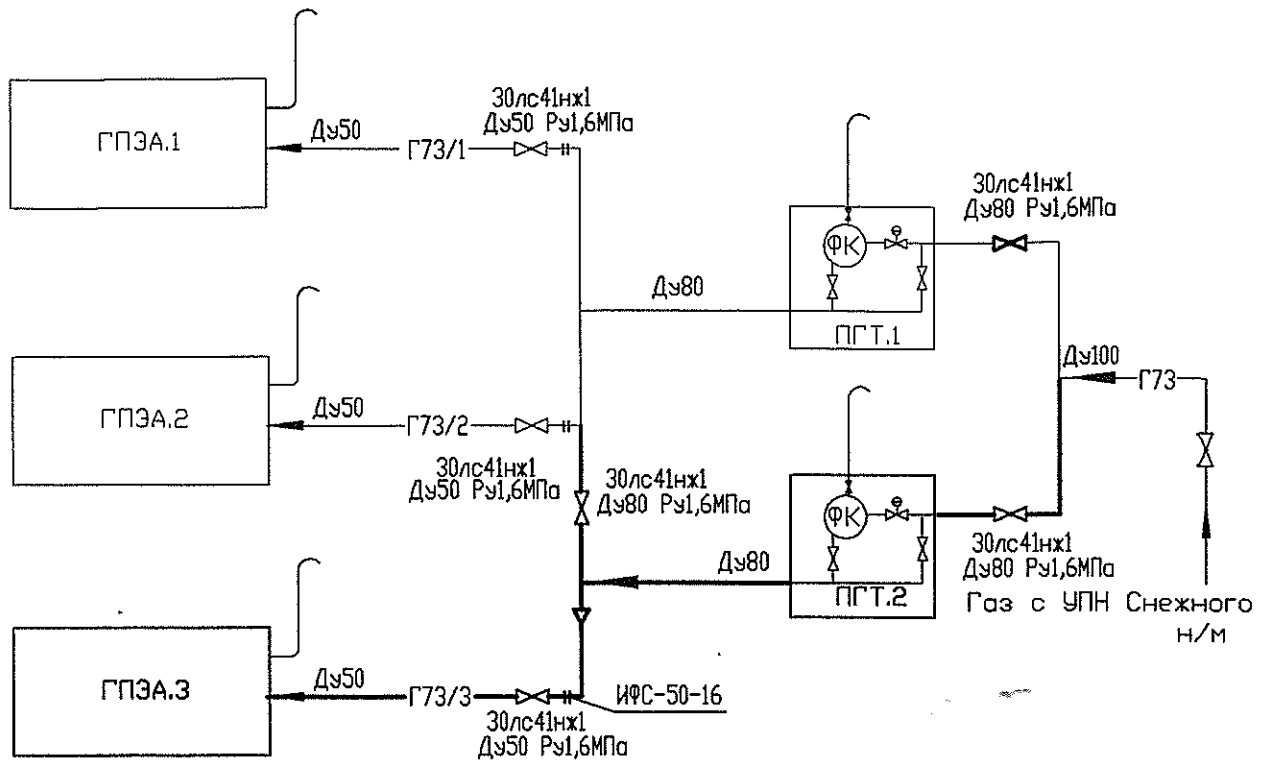 30лс41нж1
Ду50 Ру1,6МПа
ГПЭА.1
Ду50
Г73/1
30лс41нж1
Ду80 Ру1,6МПа
ФК
Ду80
ПГТ.1
Ду100
Г73
ГПЭА.2
Ду50
Г73/2
30лс41нж1
Ду50 Ру1,6МПа
30лс41нж1
Ду80 Ру1,6МПа
ФК
30лс41нж1
Ду80 Ру1,6МПа
Ду80
ПГТ.2
Газ с УПН Снежного
н/м
ГПЭА.3
Ду50
Г73/3
ИФС-50-16
30лс41нж1
Ду50 Ру1,6МПа